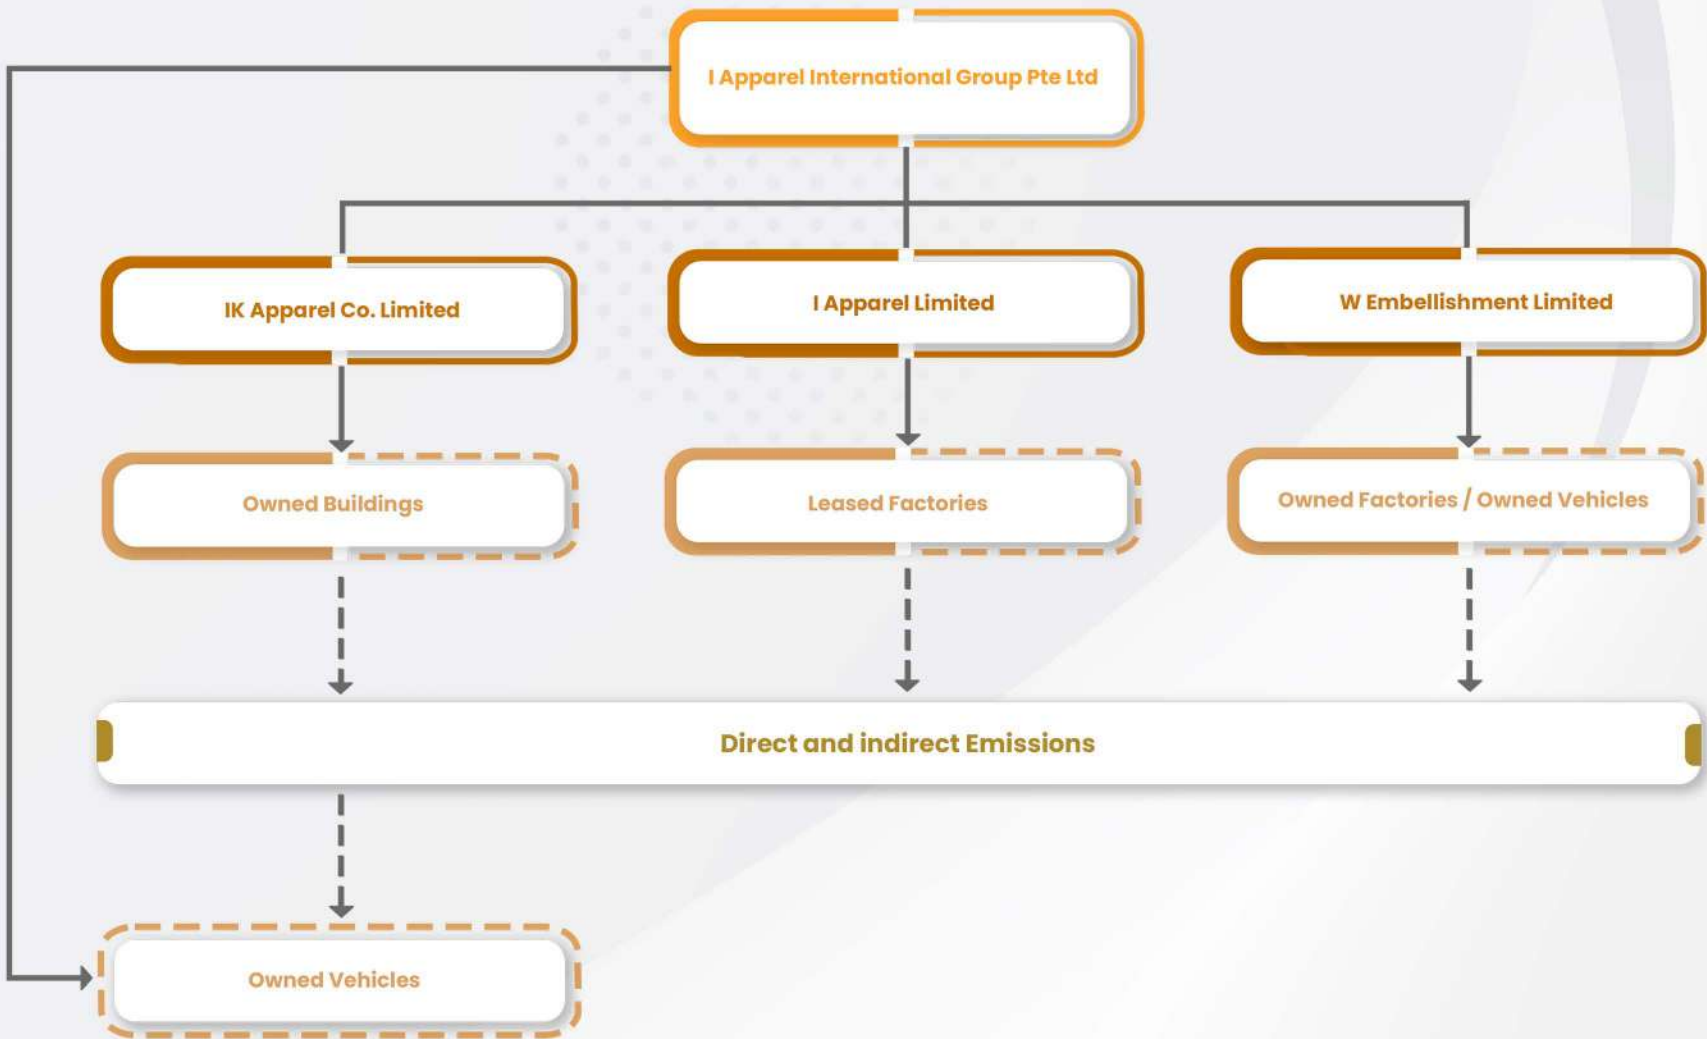 I Apparel International Group Pte Ltd
IK Apparel Co. Limited
I Apparel Limited
W Embellishment Limited
Owned Buildings
Leased Factories
Owned Factories / Owned Vehicles
Direct and indirect Emissions
Owned Vehicles